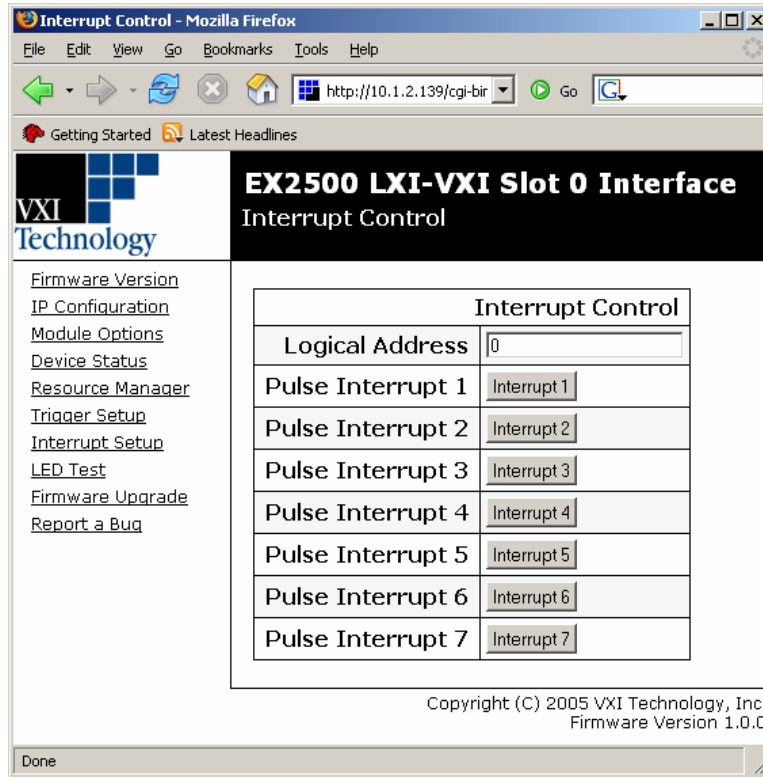 Interrupt Control - Mozilla Firefox
File Edit View Go Bookmarks Tools Help
http://10.1.2.139/cgi-bir Go G
Getting Started Latest Headlines
VXI
Technology
EX2500 LXI-VXI Slot 0 Interface
Interrupt Control
Firmware Version
IP Configuration
Module Options
Device Status
Resource Manager
Trigger Setup
Interrupt Setup
LED Test
Firmware Upgrade
Report a Bug
Interrupt Control
Logical Address 0
Pulse Interrupt 1 Interrupt 1
Pulse Interrupt 2 Interrupt 2
Pulse Interrupt 3 Interrupt 3
Pulse Interrupt 4 Interrupt 4
Pulse Interrupt 5 Interrupt 5
Pulse Interrupt 6 Interrupt 6
Pulse Interrupt 7 Interrupt 7
Copyright (C) 2005 VXI Technology, Inc
Firmware Version 1.0.0
Done